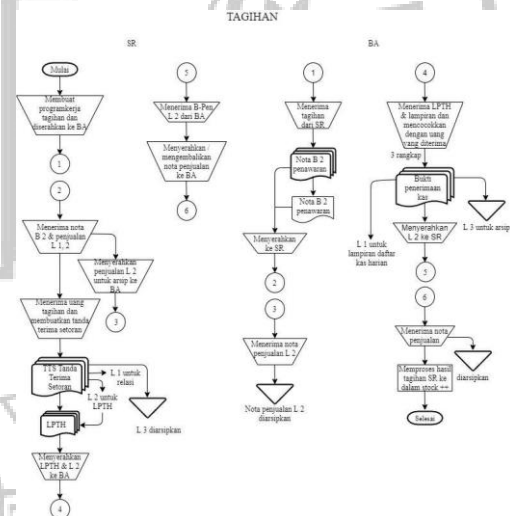 TAGIHAN
SR
BA
Mulai
Membuat
programkerja
tagihan dan
diserahkan ke BA
1
2
Menerima nota
B 2 & penjualan
L 1, 2
Menyerahkan
penjualan L 2
untuk arsip ke
BA
3
Menerima uang
tagihan dan
membuatkan tanda
terima setoran
TTS Tanda
Terima
Setoran
L 1 untuk
relasi
L 2 untuk
LPTH
L 3 diarsipkan
LPTH
Menyerahkan
LPTH & L 2
ke BA
4
5
Menerima B-Pen
L 2 dari BA
Menyerahkan /
mengembalikan
nota penjualan
ke BA
6
1
Menerima
tagihan
dari SR
Nota B 2
penawaran
Nota B 2
penawaran
Menyerahkan
ke SR
2
3
Menerima nota
penjualan L 2
Nota penjualan L 2
diarsipkan
4
Menerima LPTH
& lampiran dan
mencocokkan
dengan uang
yang diterima
3 rangkap
Bukti
penerimaan
kas
L 1 untuk
lampiran daftar
kas harian
L 3 untuk arsip
Menyerahkan
L 2 ke SR
5
6
Menerima nota
penjualan
diarsipkan
Memproses hasil
tagihan SR ke
dalam stock ++
Selesai